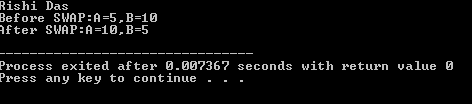 Rishi Das
Before SWAP:A=5,B=10
After SWAP:A=10,B=5
--------------------------------
Process exited after 0.007367 seconds with return value 0
Press any key to continue . . .